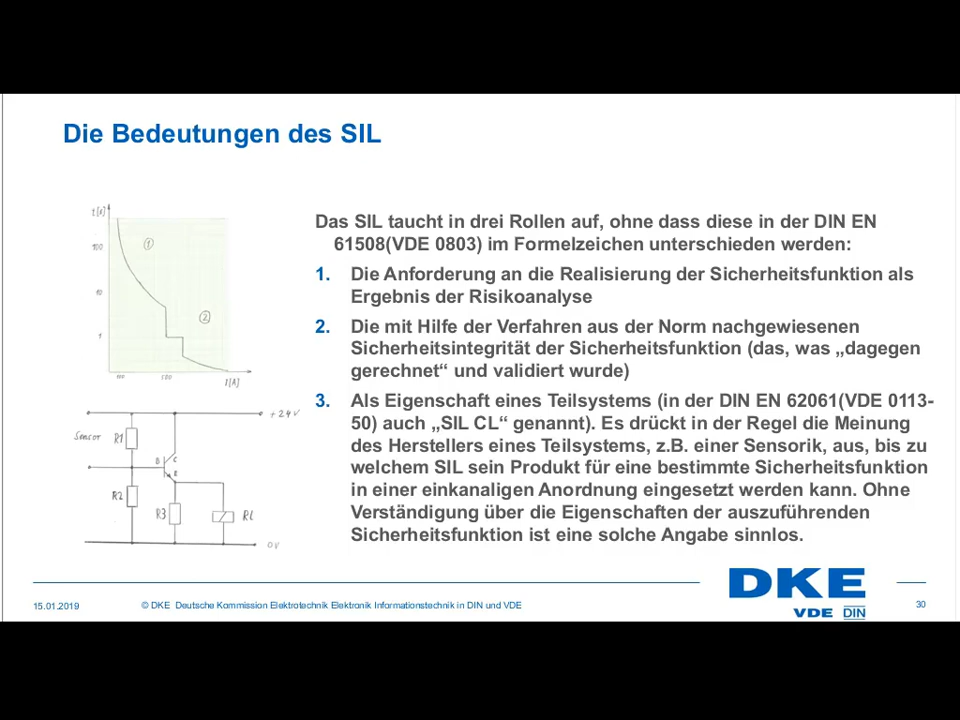 Die Bedeutungen des SIL
t[s]
100
10
1
100
500
I[A]
1
2
Das SIL taucht in drei Rollen auf, ohne dass diese in der DIN EN
61508(VDE 0803) im Formelzeichen unterschieden werden:
1. Die Anforderung an die Realisierung der Sicherheitsfunktion als
Ergebnis der Risikoanalyse
2. Die mit Hilfe der Verfahren aus der Norm nachgewiesenen
Sicherheitsintegrität der Sicherheitsfunktion (das, was „dagegen
gerechnet“ und validiert wurde)
3. Als Eigenschaft eines Teilsystems (in der DIN EN 62061(VDE 0113-
50) auch „SIL CL“ genannt). Es drückt in der Regel die Meinung
des Herstellers eines Teilsystems, z.B. einer Sensorik, aus, bis zu
welchem SIL sein Produkt für eine bestimmte Sicherheitsfunktion
in einer einkanaligen Anordnung eingesetzt werden kann. Ohne
Verständigung über die Eigenschaften der auszuführenden
Sicherheitsfunktion ist eine solche Angabe sinnlos.
+24V
Sensor
R1
B
C
E
R2
R3
RL
0V
15.01.2019
© DKE Deutsche Kommission Elektrotechnik Elektronik Informationstechnik in DIN und VDE
DKE
VDE DIN
30